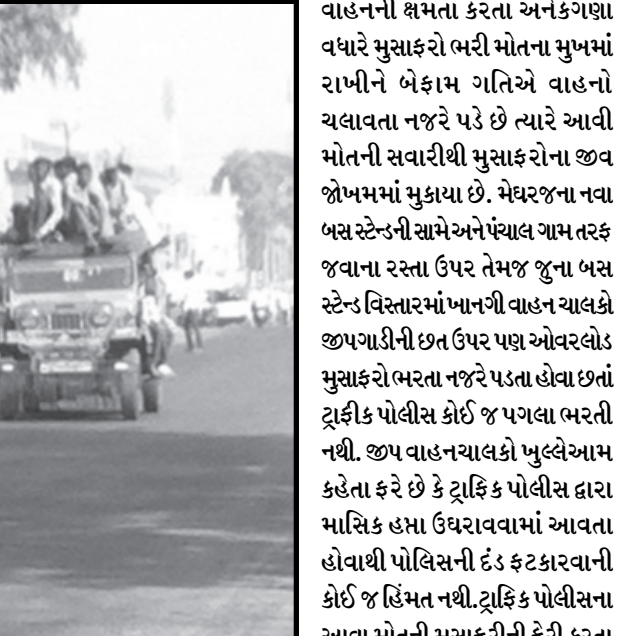 વાહનની ક્ષમતા કરતા અનેકગણા
વધારે મુસાફરો ભરી મોતના મુખમાં
રાખીને બેફામ ગતિએ વાહનો
ચલાવતા નજરે પડે છે ત્યારે આવી
મોતની સવારીથી મુસાફરોના જીવ
જોખમમાં મુકાયા છે. મેઘરજના નવા
બસ સ્ટેન્ડની સામે અને પંચાલ ગામ તરફ
જવાના રસ્તા ઉપર તેમજ જુના બસ
સ્ટેન્ડ વિસ્તારમાં ખાનગી વાહન ચાલકો
જીપગાડીની છત ઉપર પણ ઓવરલોડ
મુસાફરો ભરતા નજરે પડતા હોવા છતાં
ટ્રાફીક પોલીસ કોઈ જ પગલા ભરતી
નથી. જીપ વાહનચાલકો ખુલ્લેઆમ
કહેતા ફરે છે કે ટ્રાફિક પોલીસ દ્વારા
માસિક હપ્તા ઉઘરાવવામાં આવતા
હોવાથી પોલિસની દંડ ફટકારવાની
કોઈ જ હિંમત નથી.ટ્રાફિક પોલીસના